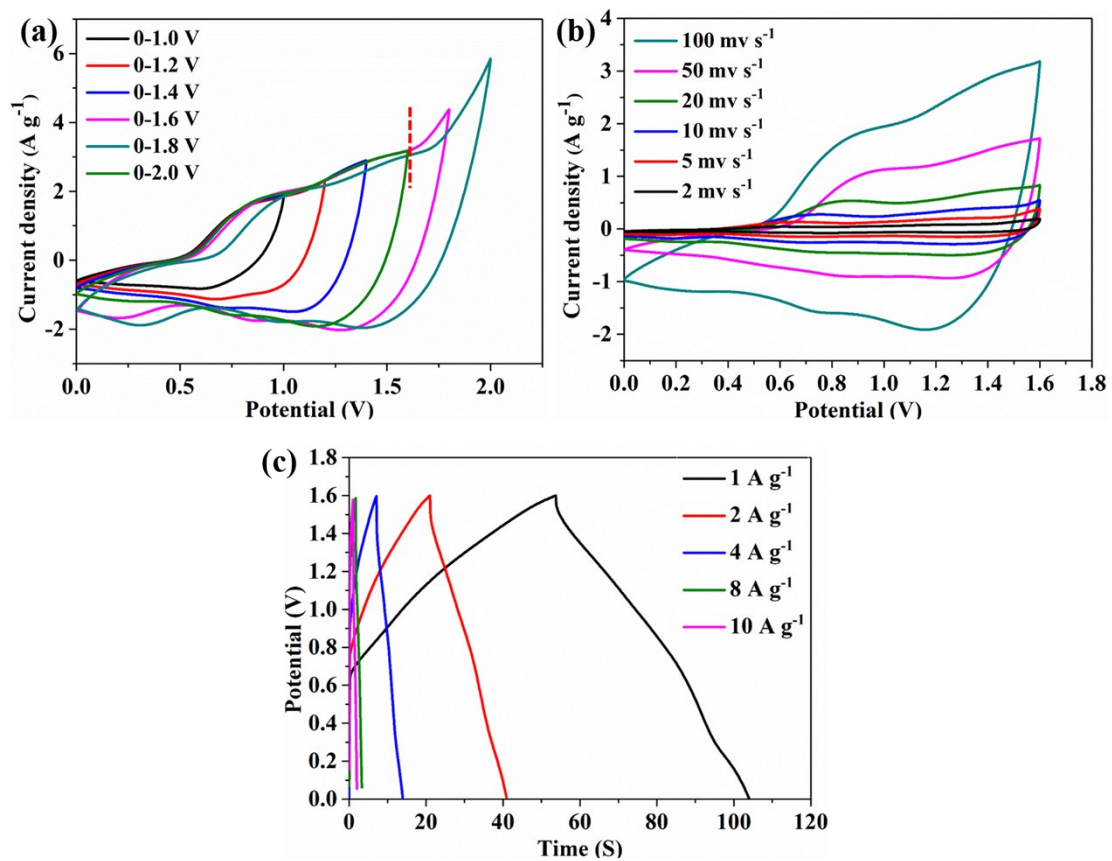 (a)
0-1.0 V
0-1.2 V
0-1.4 V
0-1.6 V
0-1.8 V
0-2.0 V
Current density (A g⁻¹)
6
4
2
0
-2
0.0 0.5 1.0 1.5 2.0
Potential (V)
(b)
100 mv s⁻¹
50 mv s⁻¹
20 mv s⁻¹
10 mv s⁻¹
5 mv s⁻¹
2 mv s⁻¹
Current density (A g⁻¹)
4
3
2
1
0
-1
-2
0.0 0.2 0.4 0.6 0.8 1.0 1.2 1.4 1.6 1.8
Potential (V)
(c)
1 A g⁻¹
2 A g⁻¹
4 A g⁻¹
8 A g⁻¹
10 A g⁻¹
Potential (V)
1.8
1.6
1.4
1.2
1.0
0.8
0.6
0.4
0.2
0.0
0 20 40 60 80 100 120
Time (S)